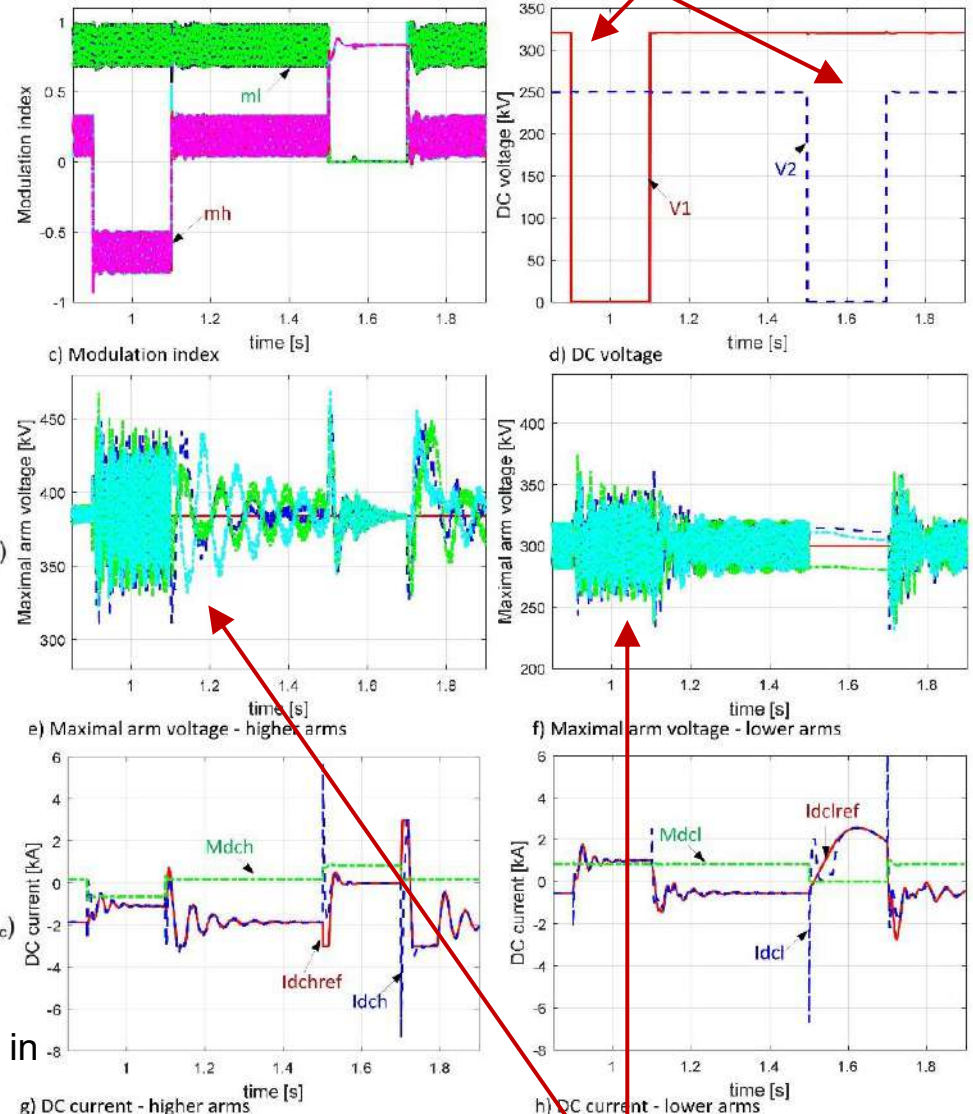 Modulation index
1
0.5
0
-0.5
-1
ml
mh
1 1.2 1.4 1.6 1.8
time [s]
c) Modulation index
DC voltage [kV]
350
300
250
200
150
100
50
0
V2
V1
1 1.2 1.4 1.6 1.8
time [s]
d) DC voltage
)
Maximal arm voltage [kV]
450
400
350
300
1 1.2 1.4 1.6 1.8
time [s]
e) Maximal arm voltage - higher arms
Maximal arm voltage [kV]
400
350
300
250
200
1 1.2 1.4 1.6 1.8
time [s]
f) Maximal arm voltage - lower arms
c)
in
DC current [kA]
6
4
2
0
-2
-4
-6
-8
Mdch
Idchref
Idch
1 1.2 1.4 1.6 1.8
time [s]
g) DC current - higher arms
DC current [kA]
6
4
2
0
-2
-4
-6
-8
Mdcl
Idclref
Idcl
1 1.2 1.4 1.6 1.8
time [s]
h) DC current - lower arms